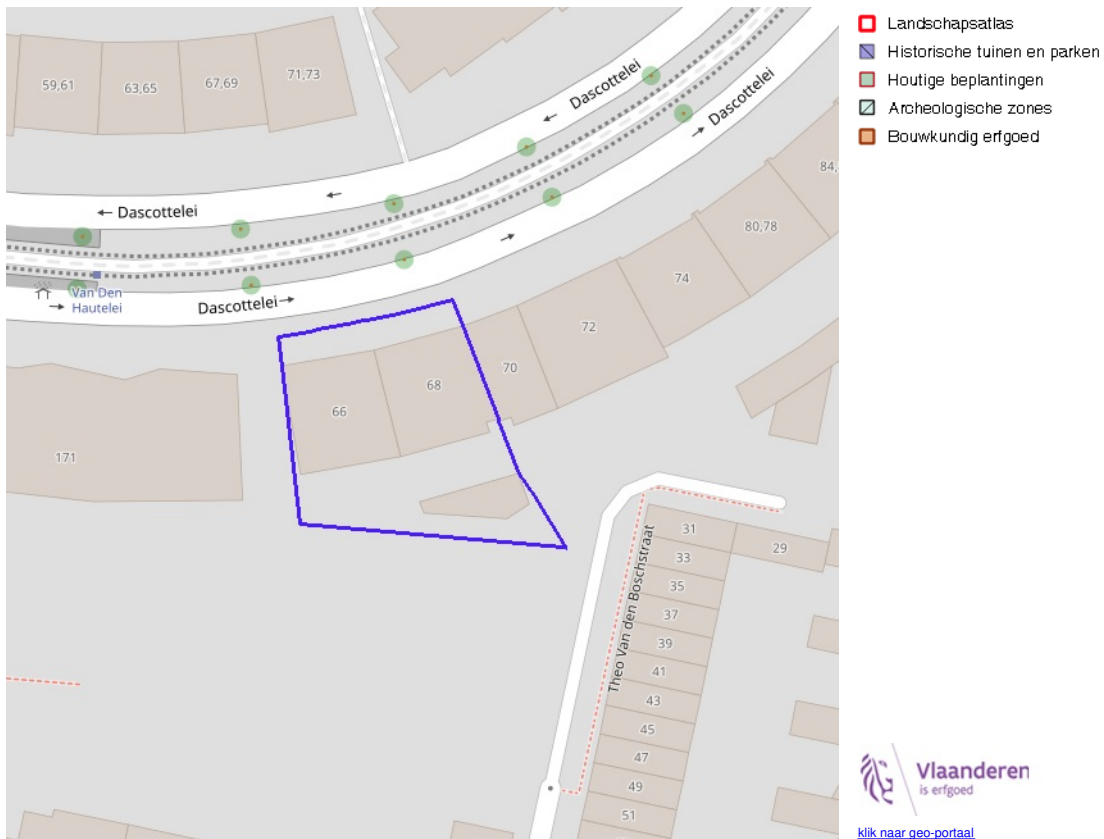 59,61
63,65
67,69
71,73
Dascottelei
Dascottelei
← Dascottelei
Dascottelei→
Van Den
Hautelei
84,
80,78
74
72
70
68
66
171
Theo Van den Boschstraat
31
29
33
35
37
39
41
43
45
47
49
51
Landschapsatlas
Historische tuinen en parken
Houtige beplantingen
Archeologische zones
Bouwkundig erfgoed
Vlaanderen
is erfgoed
klik naar geo-portaal